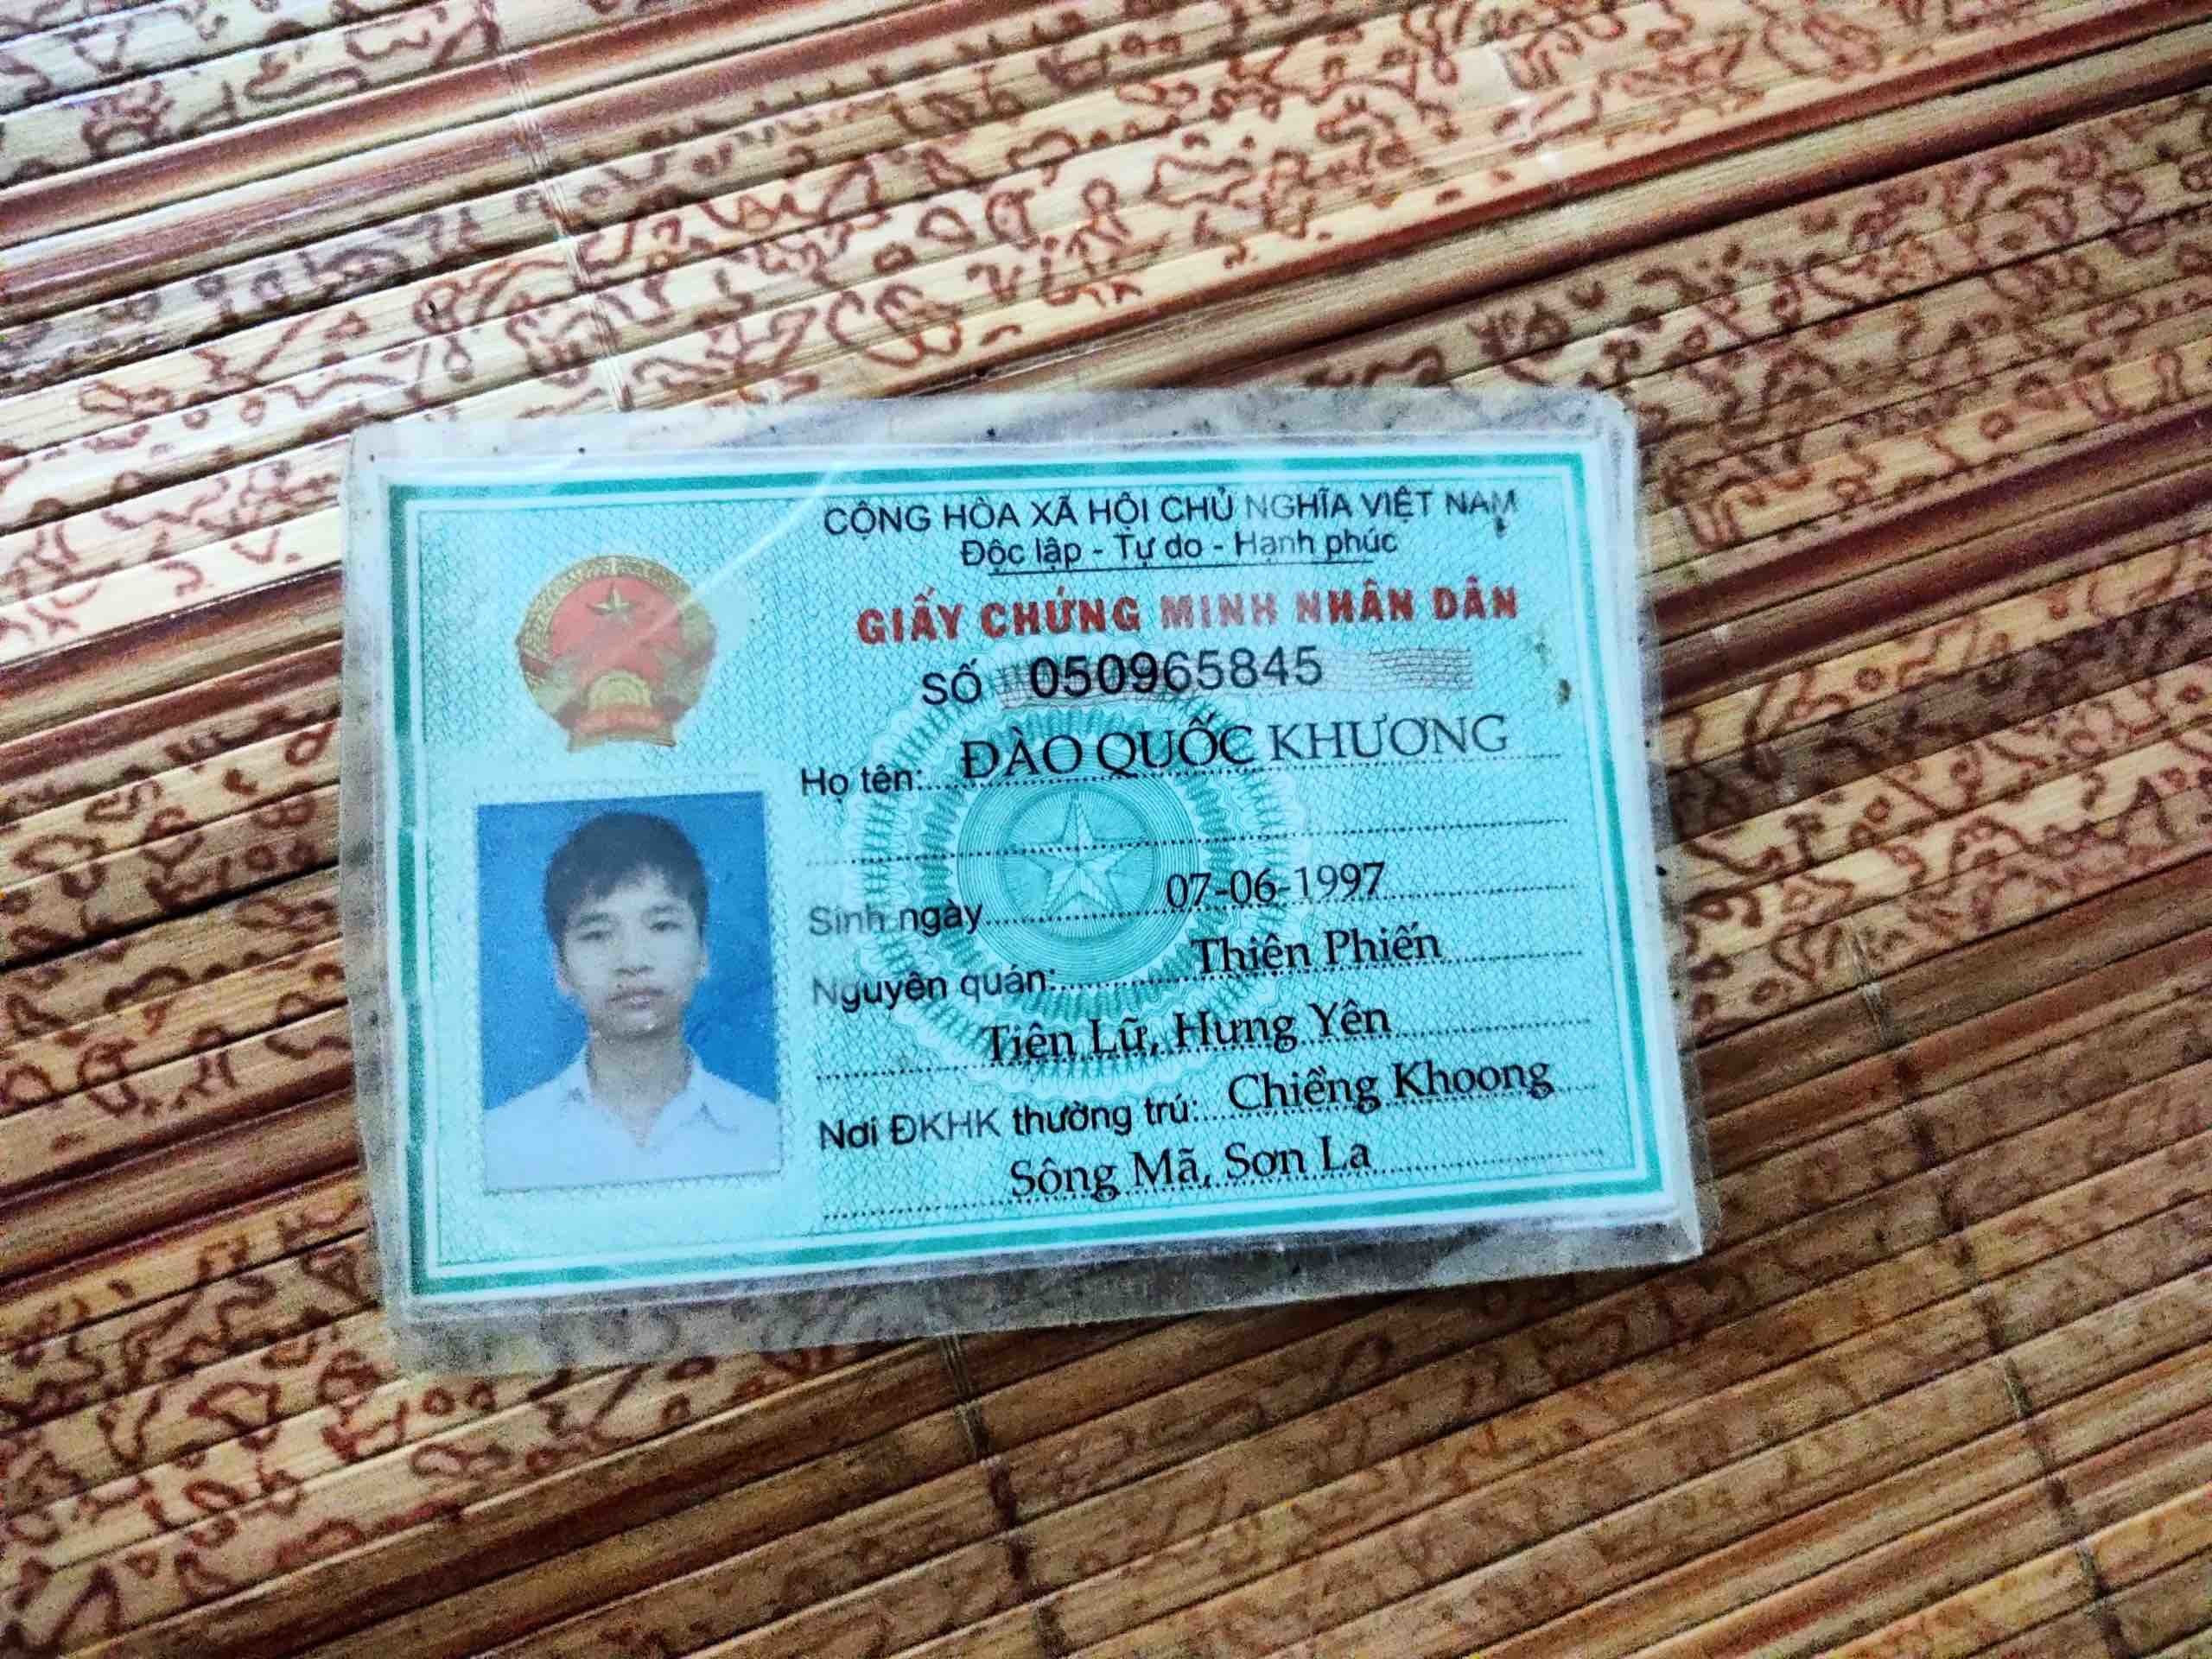 CỘNG HÒA XÃ HỘI CHỦ NGHĨA VIỆT NAM
Độc lập - Tự do - Hạnh phúc
GIẤY CHỨNG MINH NHÂN DÂN
SỐ 050965845
Họ tên: ĐÀO QUỐC KHƯƠNG
Sinh ngày 07-06-1997
Nguyên quán: Thiện Phiến
Tiên Lữ, Hưng Yên
Nơi ĐKHK thường trú: Chiềng Khoong
Sông Mã, Sơn La